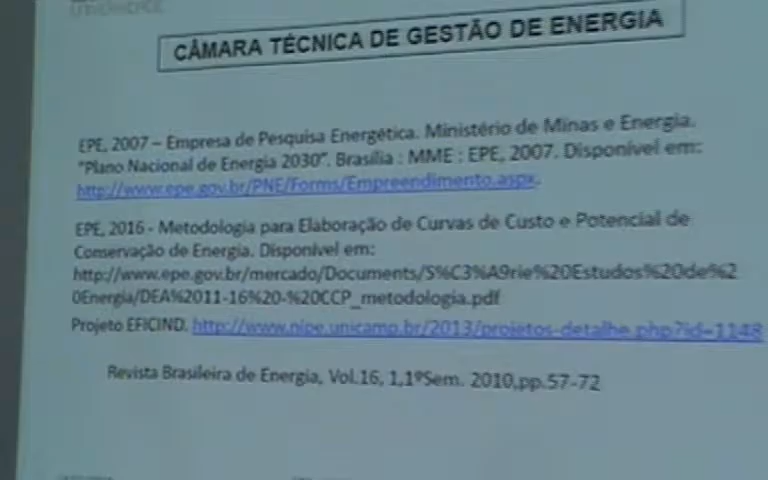 CÂMARA TÉCNICA DE GESTÃO DE ENERGIA
EPE, 2007 – Empresa de Pesquisa Energética. Ministério de Minas e Energia.
"Plano Nacional de Energia 2030". Brasília : MME : EPE, 2007. Disponível em:
http://www.epe.gov.br/PNE/Forms/Empreendimento.aspx.
EPE, 2016 - Metodologia para Elaboração de Curvas de Custo e Potencial de
Conservação de Energia. Disponível em:
http://www.epe.gov.br/mercado/Documents/S%C3%A9rie%20Estudos%20de%2
0Energia/DEA%2011-16%20-%20CCP_metodologia.pdf
Projeto EFICIND. http://www.nipe.unicamp.br/2013/projetos-detalhe.php?id=1148
Revista Brasileira de Energia, Vol.16, 1,1ºSem. 2010,pp.57-72